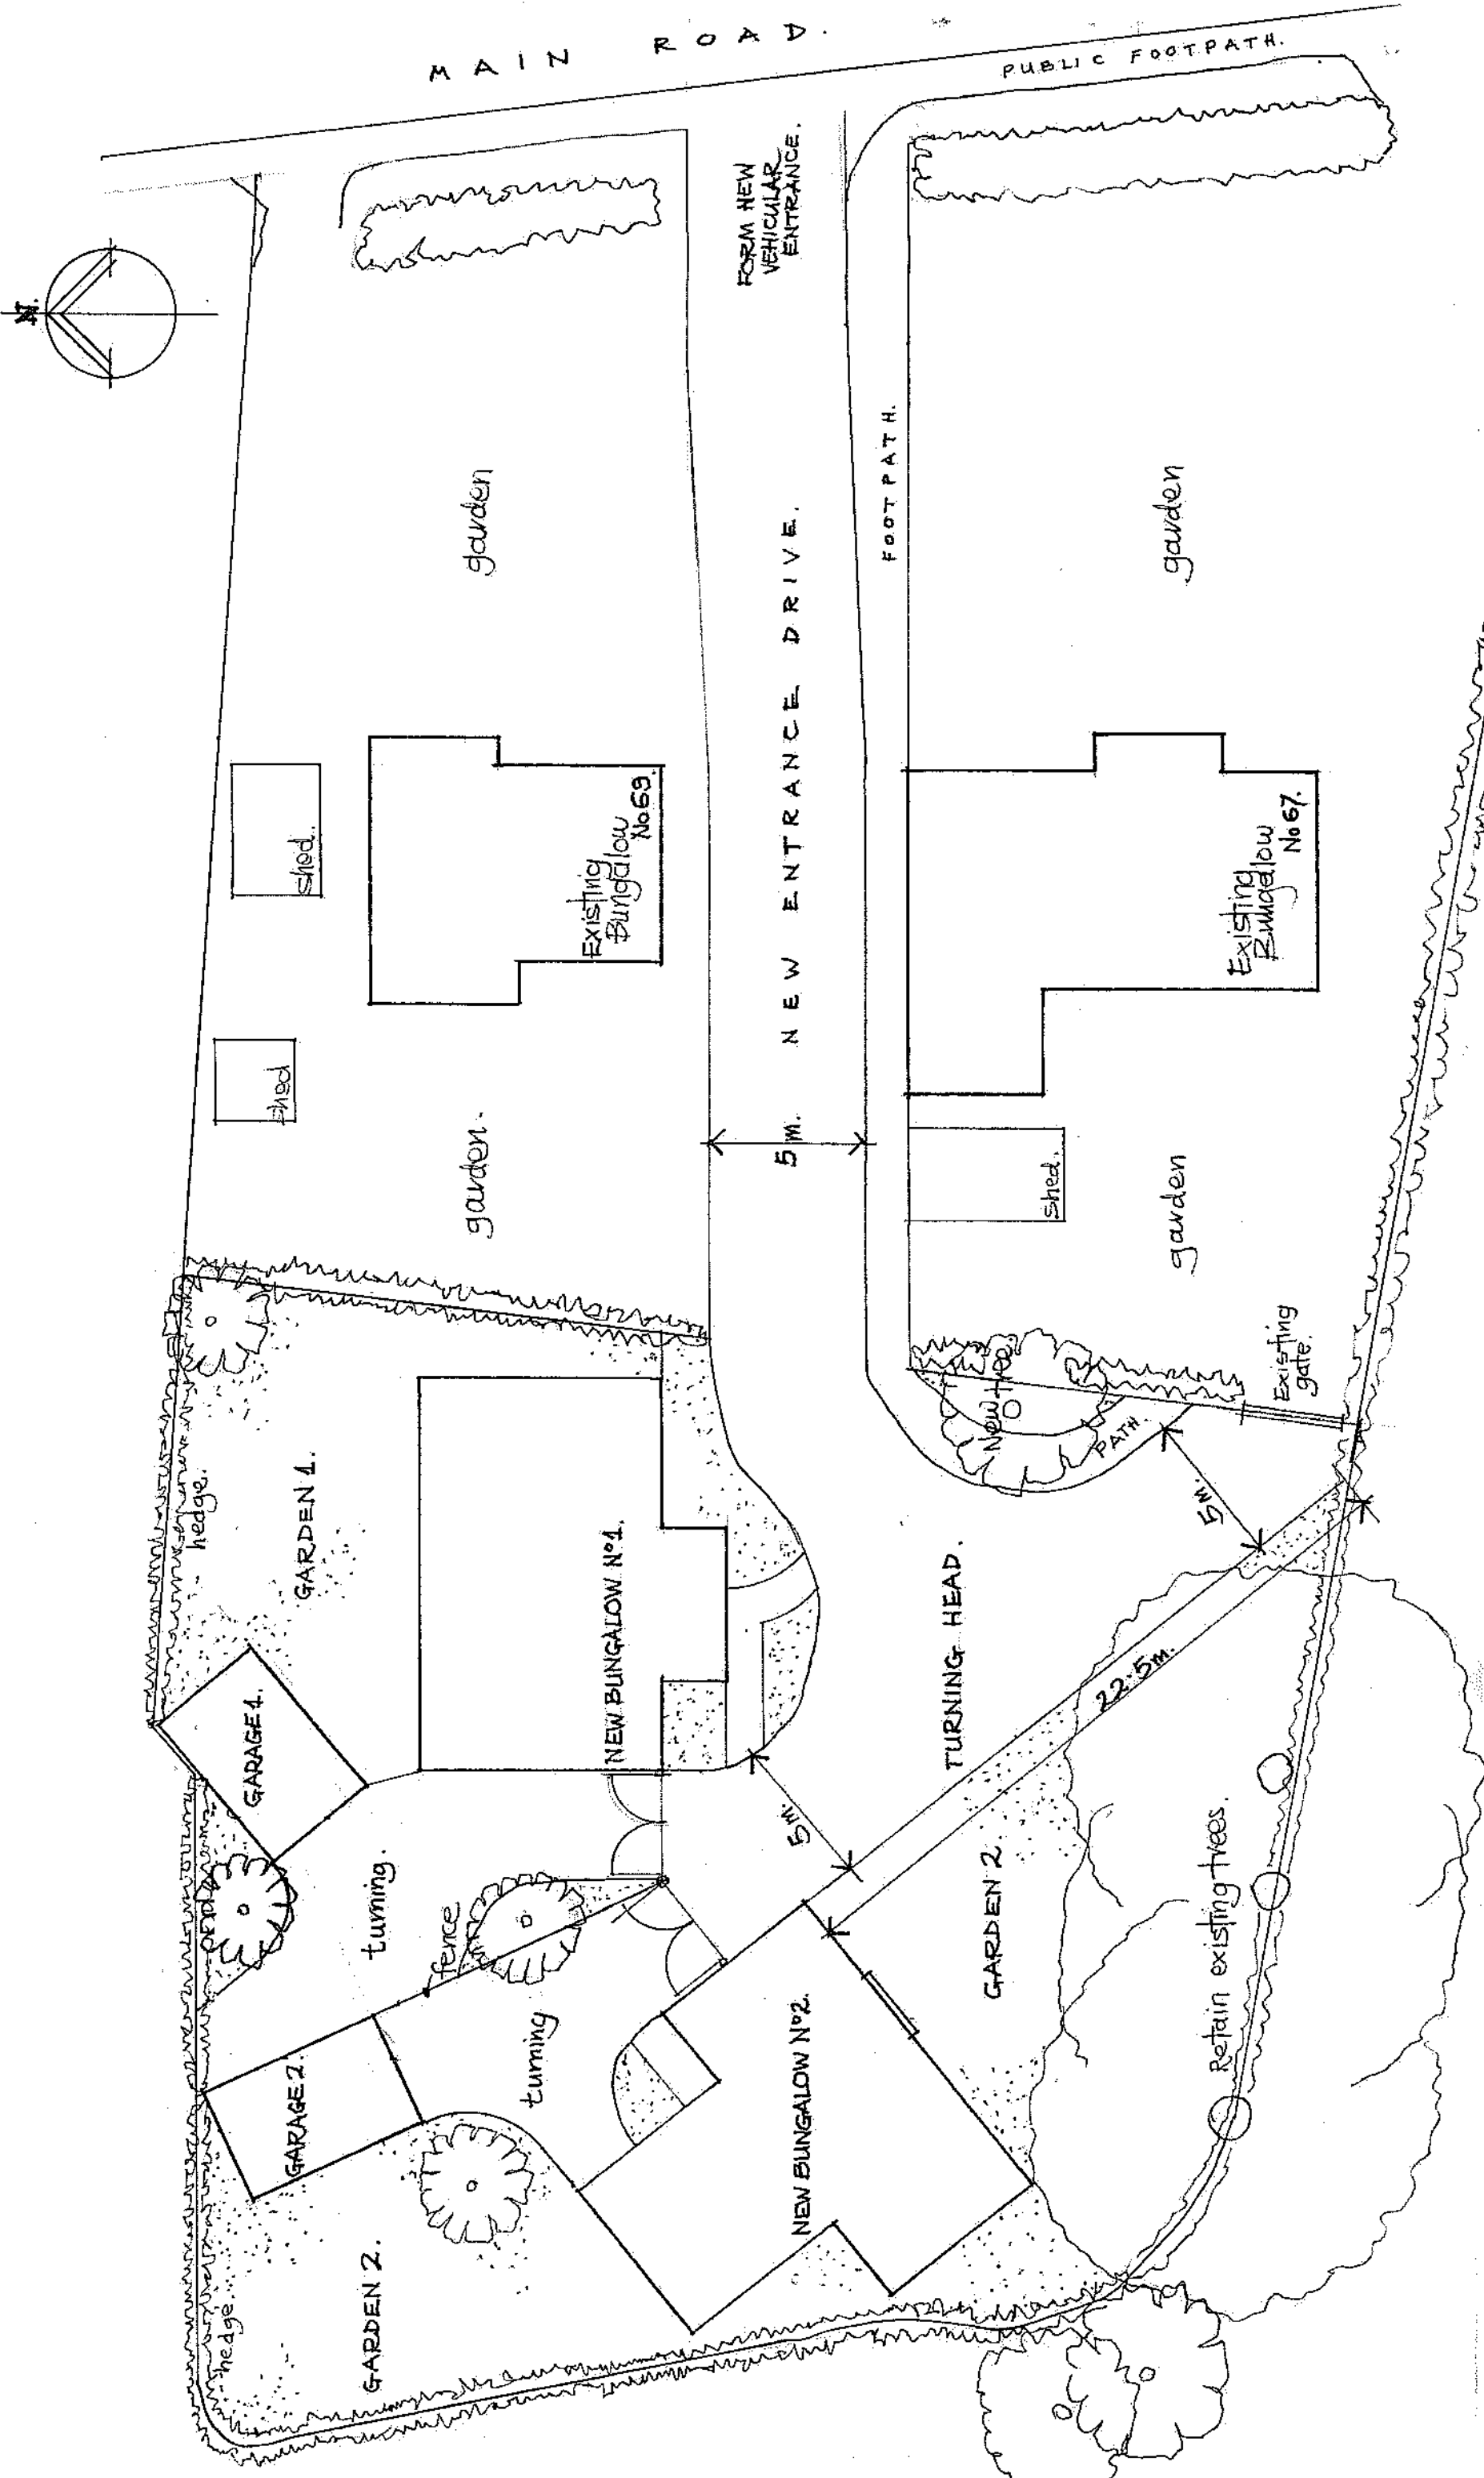 MAIN ROAD.
PUBLIC FOOTPATH.
N.
FORM NEW
VEHICULAR
ENTRANCE.
garden
FOOTPATH.
garden
5m. NEW ENTRANCE DRIVE.
shed.
Existing
Bungalow
No 69.
Existing
Bungalow
No 67.
shed
garden.
shed.
garden
Existing
gate.
New tree.
PATH.
hedge.
GARDEN 1.
NEW BUNGALOW No1.
5m.
TURNING HEAD.
22.5m.
GARAGE 1.
5m.
turning.
fence
GARDEN 2
Retain existing trees.
turning
GARAGE 2.
NEW BUNGALOW No2.
GARDEN 2.
hedge.